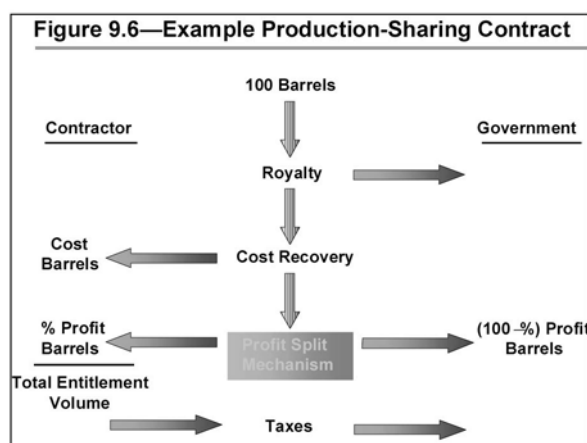 Figure 9.6—Example Production-Sharing Contract
100 Barrels
Contractor
Government
Royalty
Cost
Barrels
Cost Recovery
% Profit
Barrels
Profit Split
Mechanism
(100–%) Profit
Barrels
Total Entitlement
Volume
Taxes